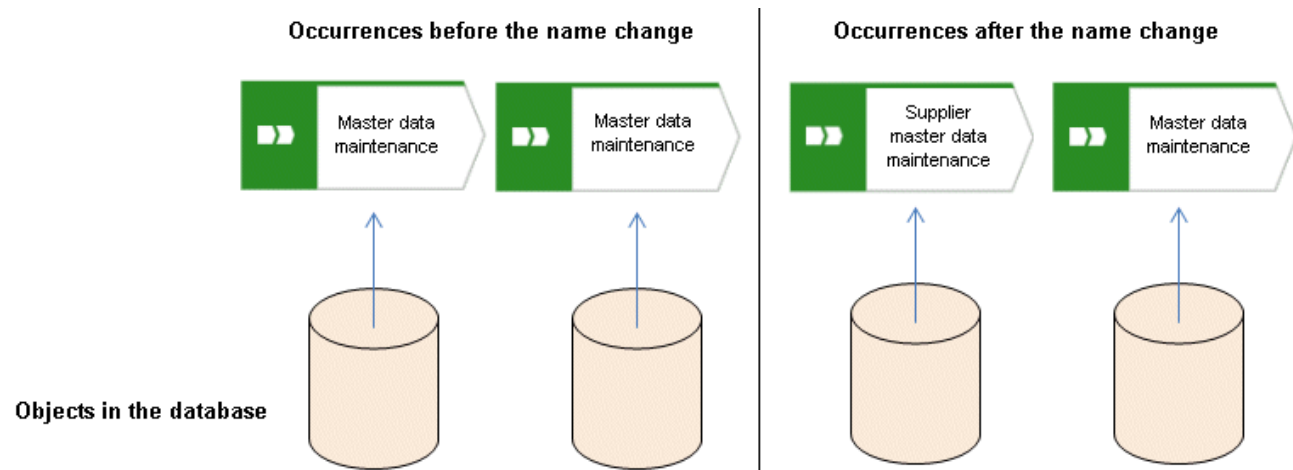 Occurrences before the name change
Occurrences after the name change
Master data
maintenance
Master data
maintenance
Supplier
master data
maintenance
Master data
maintenance
Objects in the database